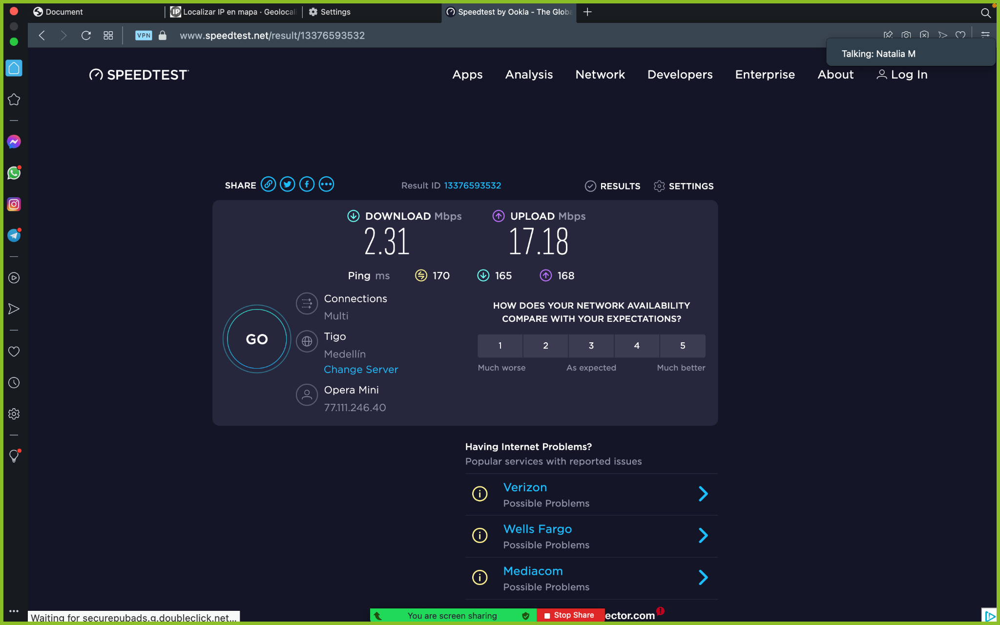 Document
Localizar IP en mapa · Geolocali
Settings
Speedtest by Ookla - The Globa
VPN
www.speedtest.net/result/13376593532
Talking: Natalia M
SPEEDTEST
Apps
Analysis
Network
Developers
Enterprise
About
Log In
SHARE
Result ID 13376593532
RESULTS
SETTINGS
DOWNLOAD Mbps
UPLOAD Mbps
2.31
17.18
Ping ms
170
165
168
GO
Connections
Multi
Tigo
Medellín
Change Server
Opera Mini
77.111.246.40
HOW DOES YOUR NETWORK AVAILABILITY
COMPARE WITH YOUR EXPECTATIONS?
1
2
3
4
5
Much worse
As expected
Much better
Having Internet Problems?
Popular services with reported issues
Verizon
Possible Problems
Wells Fargo
Possible Problems
Mediacom
Possible Problems
Waiting for securepubads.g.doubleclick.net...
You are screen sharing
Stop Share
ector.com